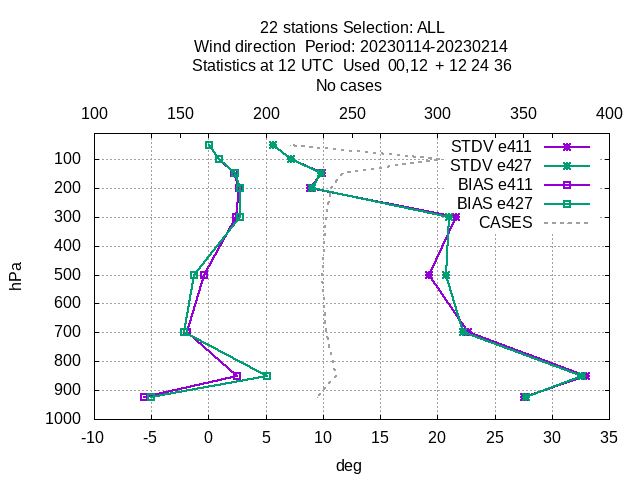 22 stations Selection: ALL
Wind direction  Period: 20230114-20230214
Statistics at 12 UTC  Used  00,12  + 12 24 36
No cases
100 150 200 250 300 350 400
STDV e411
STDV e427
BIAS e411
BIAS e427
CASES
100
200
300
400
500
600
700
800
900
1000
hPa
-10 -5 0 5 10 15 20 25 30 35
deg